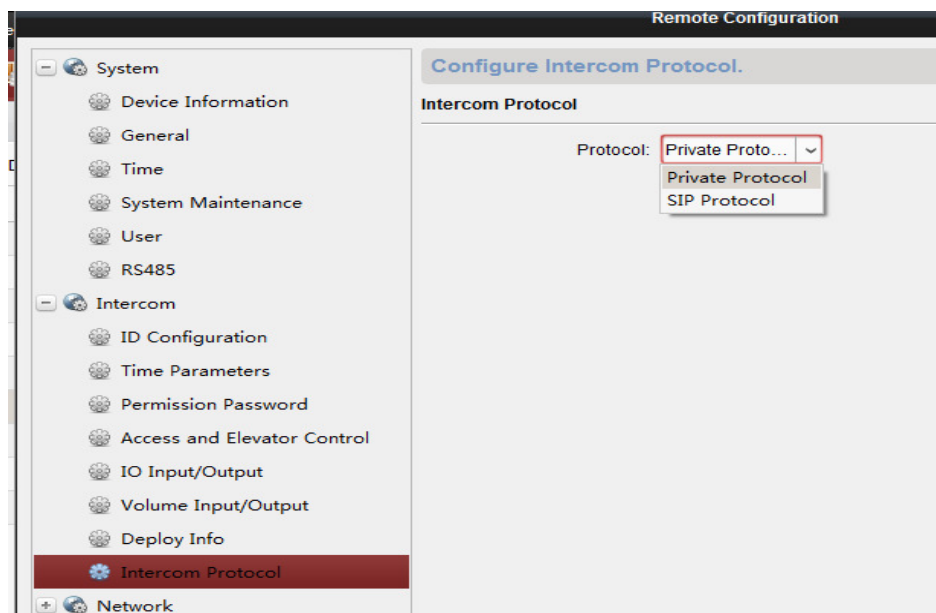 Remote Configuration
System
Device Information
General
Time
System Maintenance
User
RS485
Intercom
ID Configuration
Time Parameters
Permission Password
Access and Elevator Control
IO Input/Output
Volume Input/Output
Deploy Info
Intercom Protocol
Network
Configure Intercom Protocol.
Intercom Protocol
Protocol: Private Proto...
Private Protocol
SIP Protocol